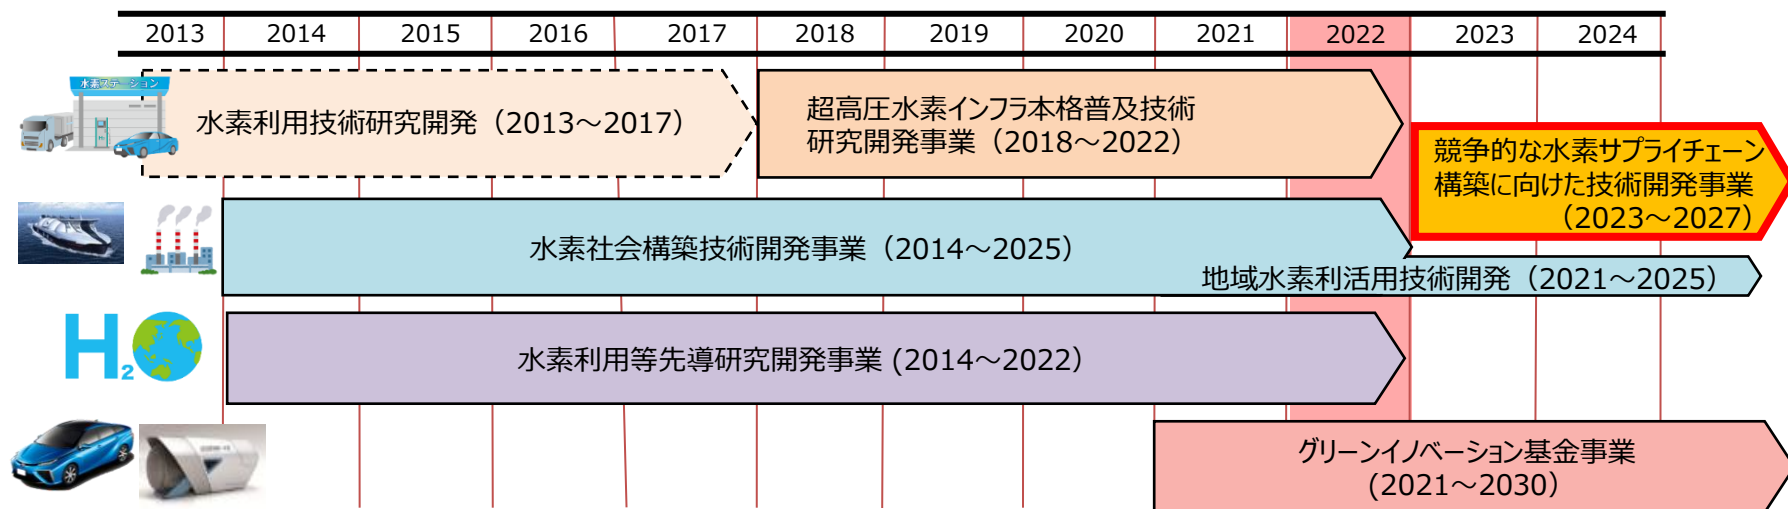 2013 2014 2015 2016 2017 2018 2019 2020 2021 2022 2023 2024
水素ステーション
水素利用技術研究開発（2013～2017）
超高圧水素インフラ本格普及技術
研究開発事業（2018～2022）
競争的な水素サプライチェーン
構築に向けた技術開発事業
（2023～2027）
水素社会構築技術開発事業（2014～2025）
地域水素利活用技術開発（2021～2025）
H2
水素利用等先導研究開発事業 (2014～2022）
グリーンイノベーション基金事業
(2021～2030）